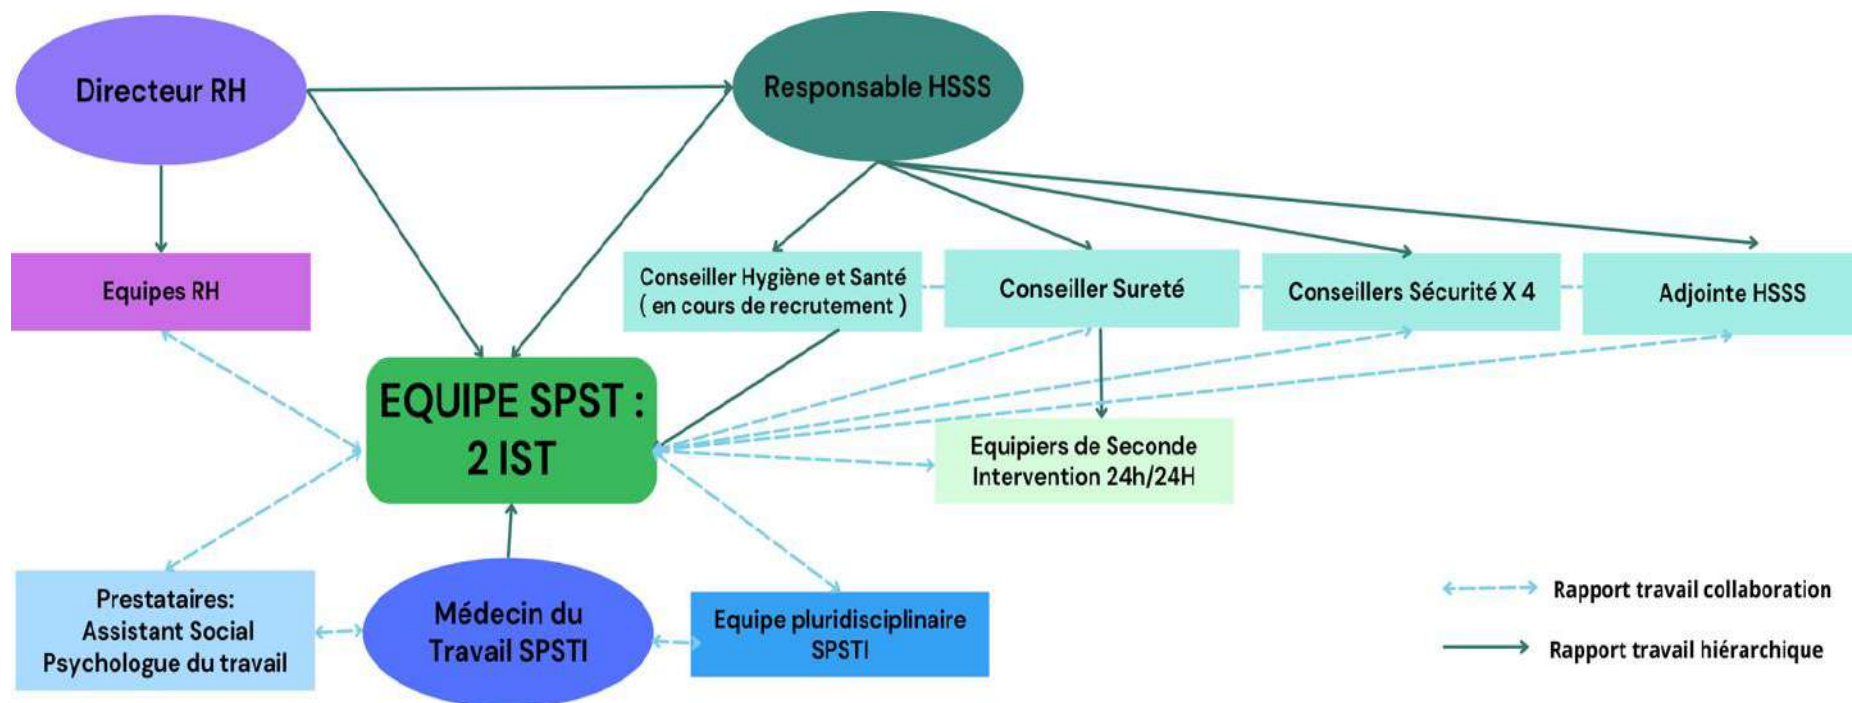 Directeur RH
Responsable HSSS
Equipes RH
Conseiller Hygiène et Santé
( en cours de recrutement )
Conseiller Sureté
Conseillers Sécurité X 4
Adjointe HSSS
EQUIPE SPST :
2 IST
Equipiers de Seconde
Intervention 24h/24H
Prestataires:
Assistant Social
Psychologue du travail
Médecin du
Travail SPSTI
Equipe pluridisciplinaire
SPSTI
Rapport travail collaboration
Rapport travail hiérarchique